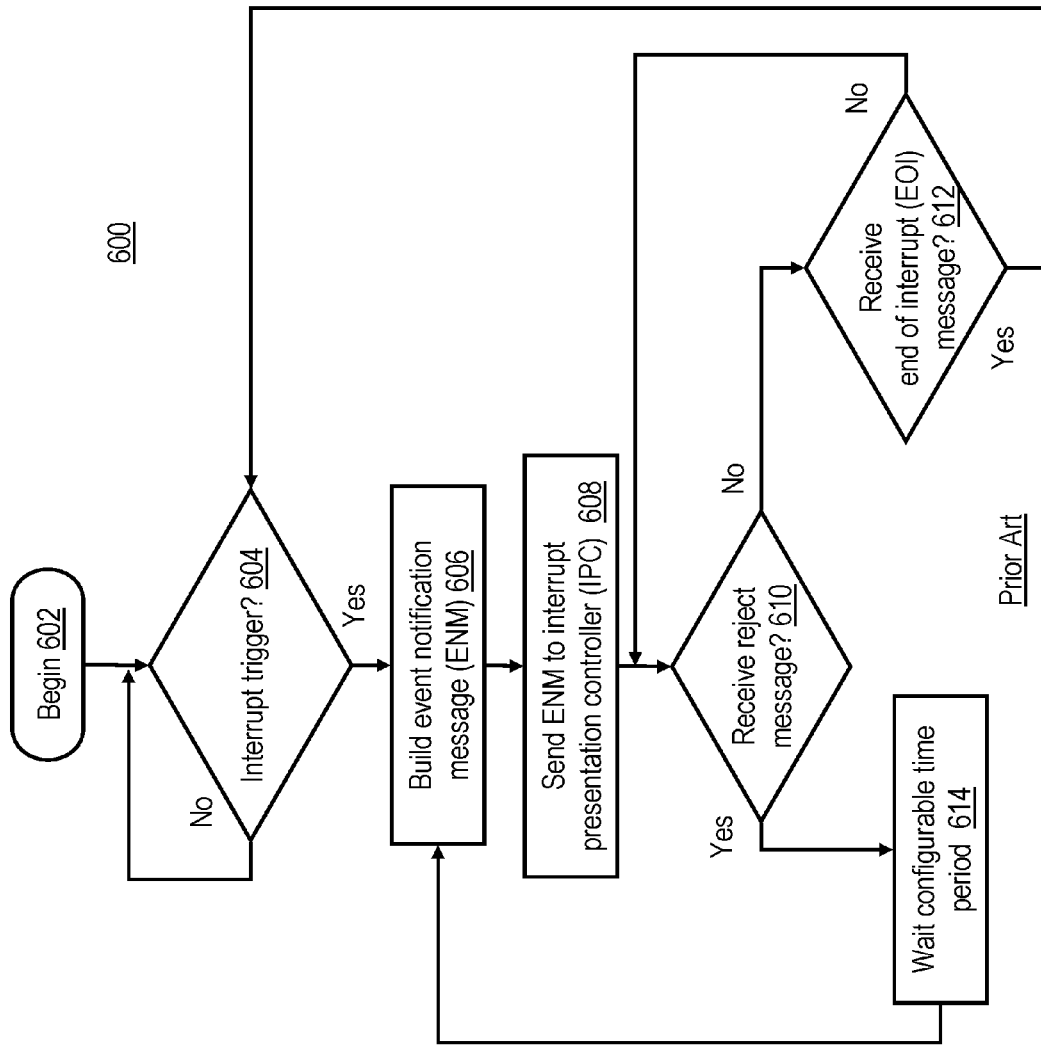 600
Begin 602
Interrupt trigger? 604
No
Yes
Build event notification
message (ENM) 606
Send ENM to interrupt
presentation controller (IPC) 608
Receive reject
message? 610
Yes
No
Wait configurable time
period 614
Receive
end of interrupt (EOI)
message? 612
No
Yes
Prior Art